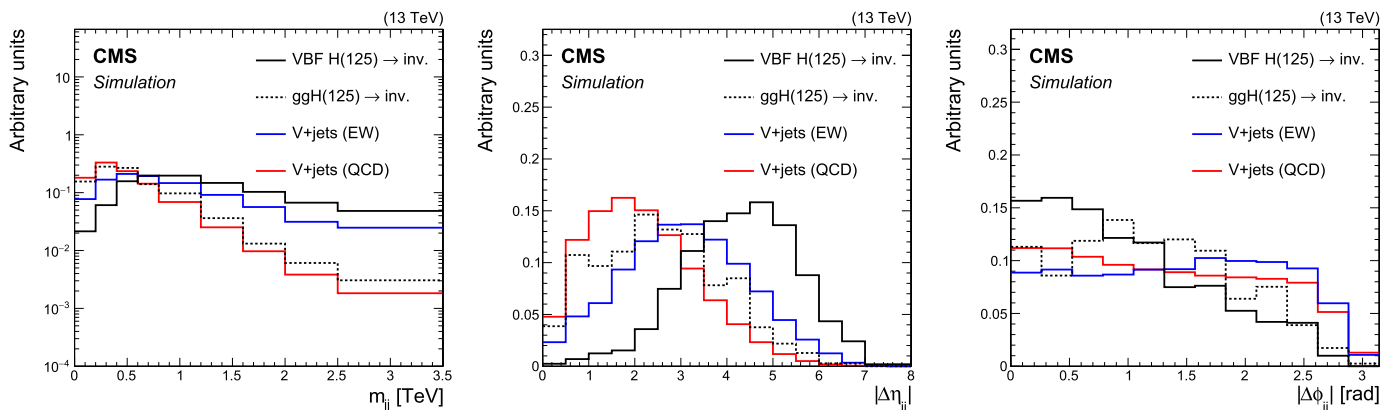 (13 TeV)
Arbitrary units
CMS
Simulation
VBF H(125) → inv.
ggH(125) → inv.
V+jets (EW)
V+jets (QCD)
10
1
10⁻¹
10⁻²
10⁻³
10⁻⁴
0 0.5 1 1.5 2 2.5 3 3.5
m_jj [TeV]
(13 TeV)
Arbitrary units
CMS
Simulation
VBF H(125) → inv.
ggH(125) → inv.
V+jets (EW)
V+jets (QCD)
0.3
0.25
0.2
0.15
0.1
0.05
0
0 1 2 3 4 5 6 7 8
|Δη_jj|
(13 TeV)
Arbitrary units
CMS
Simulation
VBF H(125) → inv.
ggH(125) → inv.
V+jets (EW)
V+jets (QCD)
0.3
0.25
0.2
0.15
0.1
0.05
0
0 0.5 1 1.5 2 2.5 3
|Δϕ_jj| [rad]